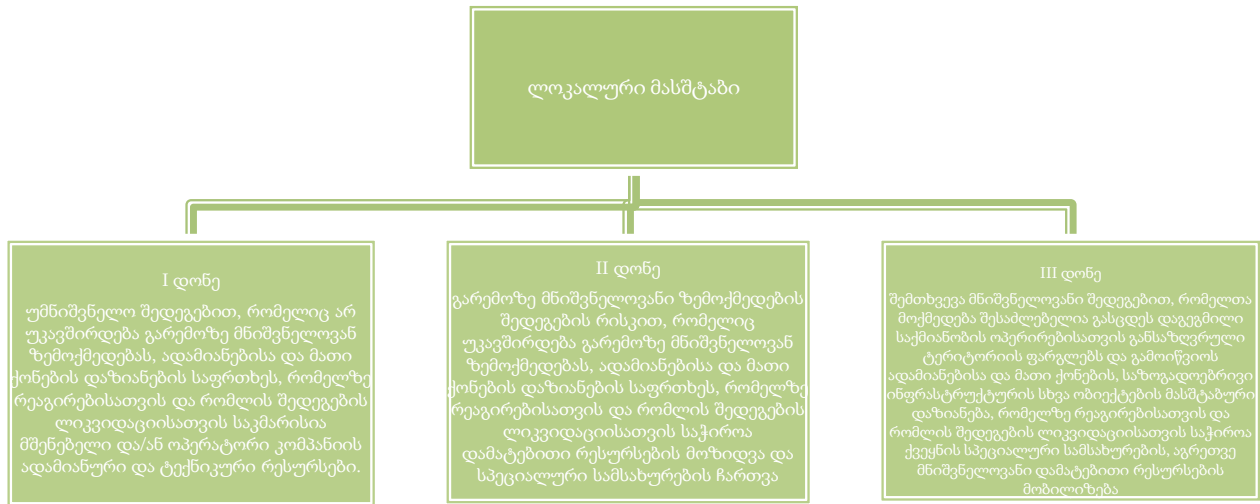 ლოკალური მასშტაბი
I დონე
უმნიშვნელო შედეგებით, რომელიც არ
უკავშირდება გარემოზე მნიშვნელოვან
ზემოქმედებას, ადამიანებისა და მათი
ქონების დაზიანების საფრთხეს, რომელზე
რეაგირებისათვის და რომლის შედეგების
ლიკვიდაციისათვის საკმარისია
მშენებელი და/ან ოპერატორი კომპანიის
ადამიანური და ტექნიკური რესურსები.
II დონე
გარემოზე მნიშვნელოვანი ზემოქმედების
შედეგების რისკით, რომელიც
უკავშირდება გარემოზე მნიშვნელოვან
ზემოქმედებას, ადამიანებისა და მათი
ქონების დაზიანების საფრთხეს, რომელზე
რეაგირებისათვის და რომლის შედეგების
ლიკვიდაციისათვის საჭიროა
დამატებითი რესურსების მოზიდვა და
სპეციალური სამსახურების ჩართვა
III დონე
შემთხვევა მნიშვნელოვანი შედეგებით, რომელთა
მოქმედება შესაძლებელია გასცდეს დაგეგმილი
საქმიანობის ოპერირებისათვის განსაზღვრული
ტერიტორიის ფარგლებს და გამოიწვიოს
ადამიანებისა და მათი ქონების, საზოგადოებრივი
ინფრასტრუქტურის სხვა ობიექტების მასშტაბური
დაზიანება, რომელზე რეაგირებისათვის და
რომლის შედეგების ლიკვიდაციისათვის საჭიროა
ქვეყნის სპეციალური სამსახურების, აგრეთვე
მნიშვნელოვანი დამატებითი რესურსების
მობილიზება